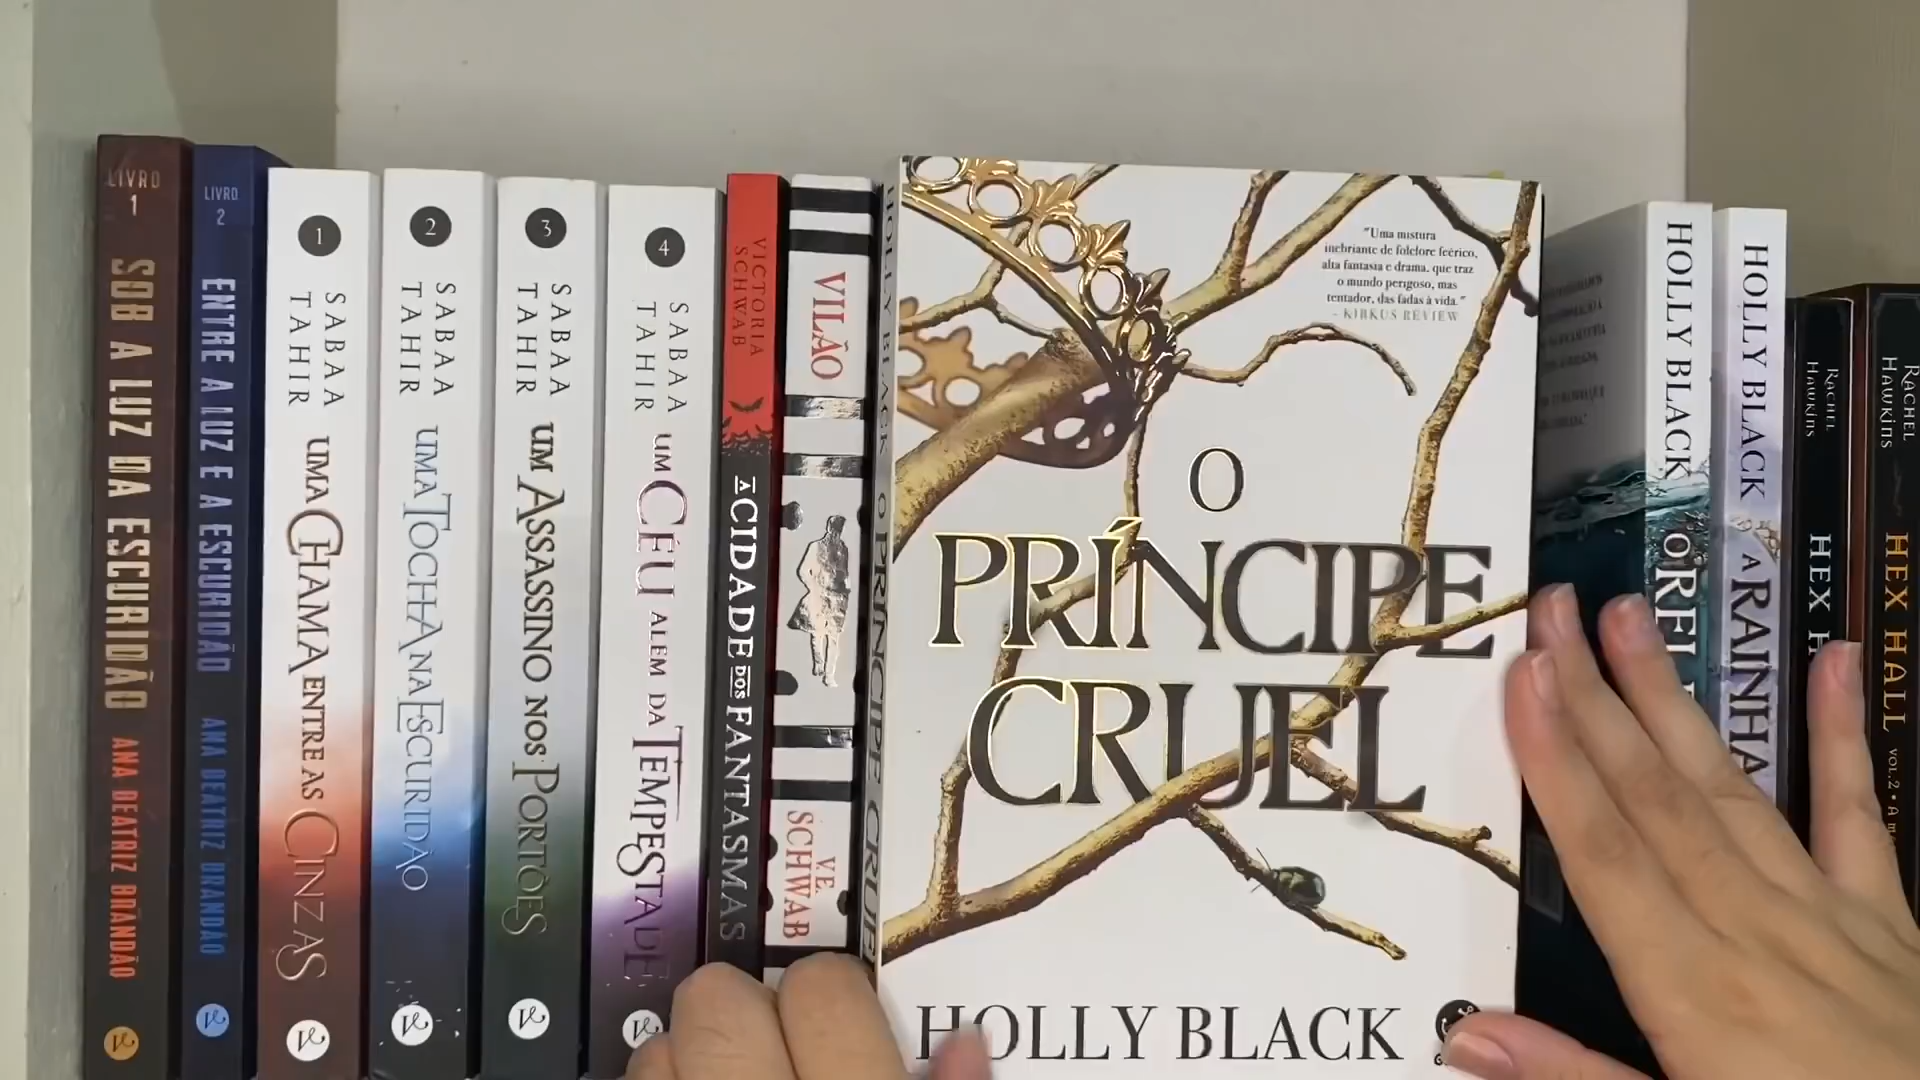 LIVRO
1
SOB A LUZ DA ESCURIDÃO
ANA BEATRIZ BRANDÃO
LIVRO
2
ENTRE A LUZ E A ESCURIDÃO
ANA BEATRIZ BRANDÃO
1
SABAA
TAHIR
UMA CHAMA ENTRE AS CINZAS
2
SABAA
TAHIR
UMA TOCHA NA ESCURIDÃO
3
SABAA
TAHIR
UM ASSASSINO NOS PORTÕES
4
SABAA
TAHIR
UM CÉU ALÉM DA TEMPESTADE
VICTORIA
SCHWAB
A CIDADE DOS FANTASMAS
VILÃO
V.E.
SCHWAB
HOLLY BLACK O PRÍNCIPE CRUEL
"Uma mistura
inebriante de folclore feérico,
alta fantasia e drama, que traz
o mundo perigoso, mas
tentador, das fadas à vida."
- KIRKUS REVIEW
O
PRÍNCIPE
CRUEL
HOLLY BLACK
HOLLY BLACK
O REI
HOLLY BLACK
A RAINHA
RACHEL
HAWKINS
HEX
RACHEL
HAWKINS
HEX HALL
VOL. 2